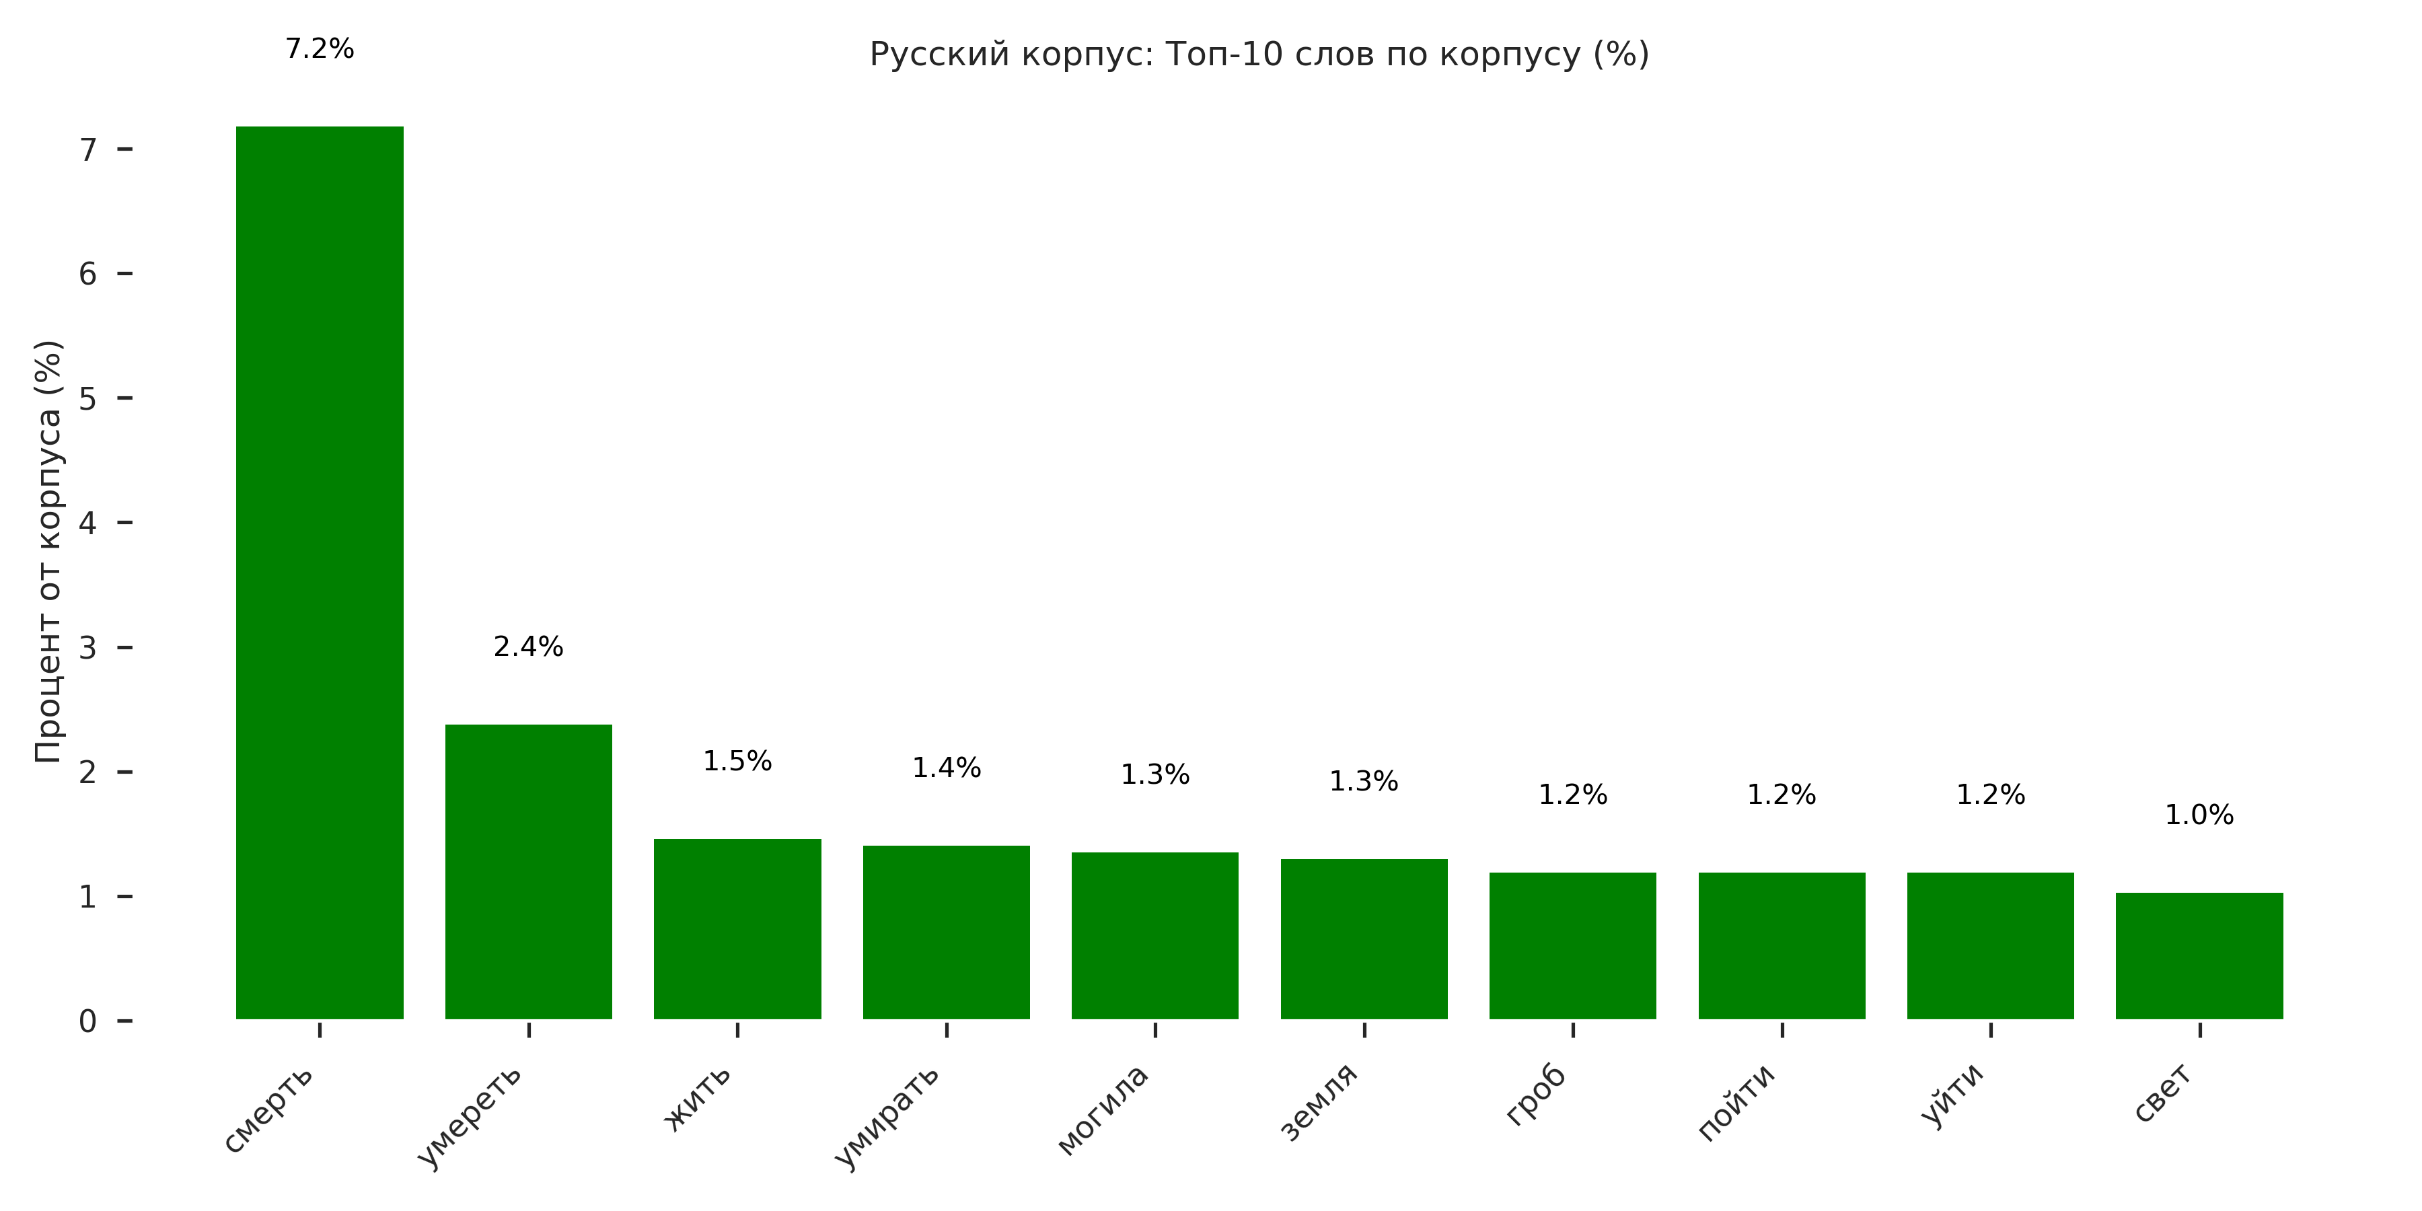 Русский корпус: Топ-10 слов по корпусу (%)
Процент от корпуса (%)
7
6
5
4
3
2
1
0
7.2%
2.4%
1.5%
1.4%
1.3%
1.3%
1.2%
1.2%
1.2%
1.0%
смерть
умереть
жить
умирать
могила
земля
гроб
пойти
уйти
свет